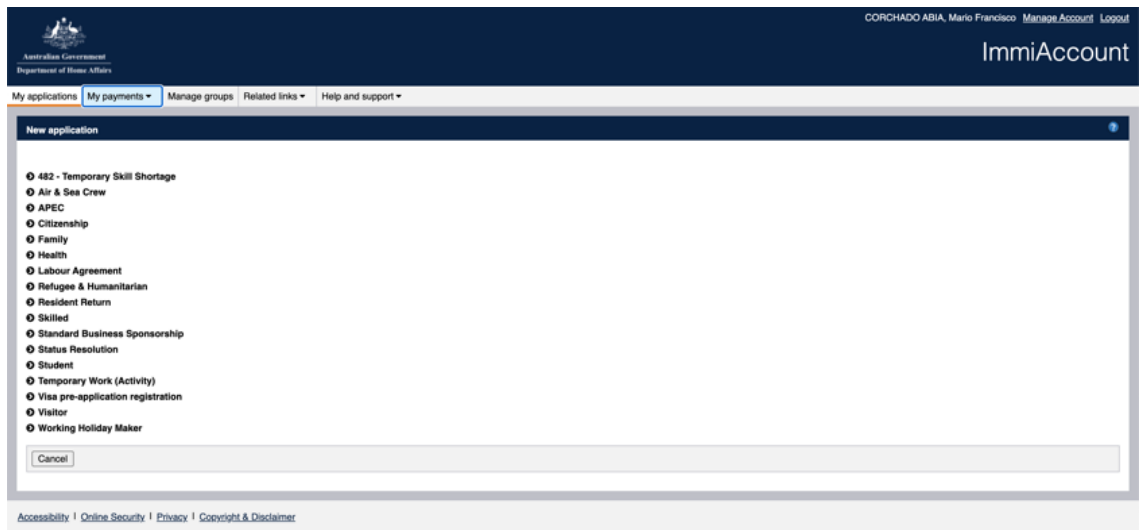 CORCHADO ABIA, Mario Francisco Manage Account Logout
Australian Government
Department of Home Affairs
ImmiAccount
My applications My payments Manage groups Related links Help and support
New application
482 - Temporary Skill Shortage
Air & Sea Crew
APEC
Citizenship
Family
Health
Labour Agreement
Refugee & Humanitarian
Resident Return
Skilled
Standard Business Sponsorship
Status Resolution
Student
Temporary Work (Activity)
Visa pre-application registration
Visitor
Working Holiday Maker
Cancel
Accessibility | Online Security | Privacy | Copyright & Disclaimer